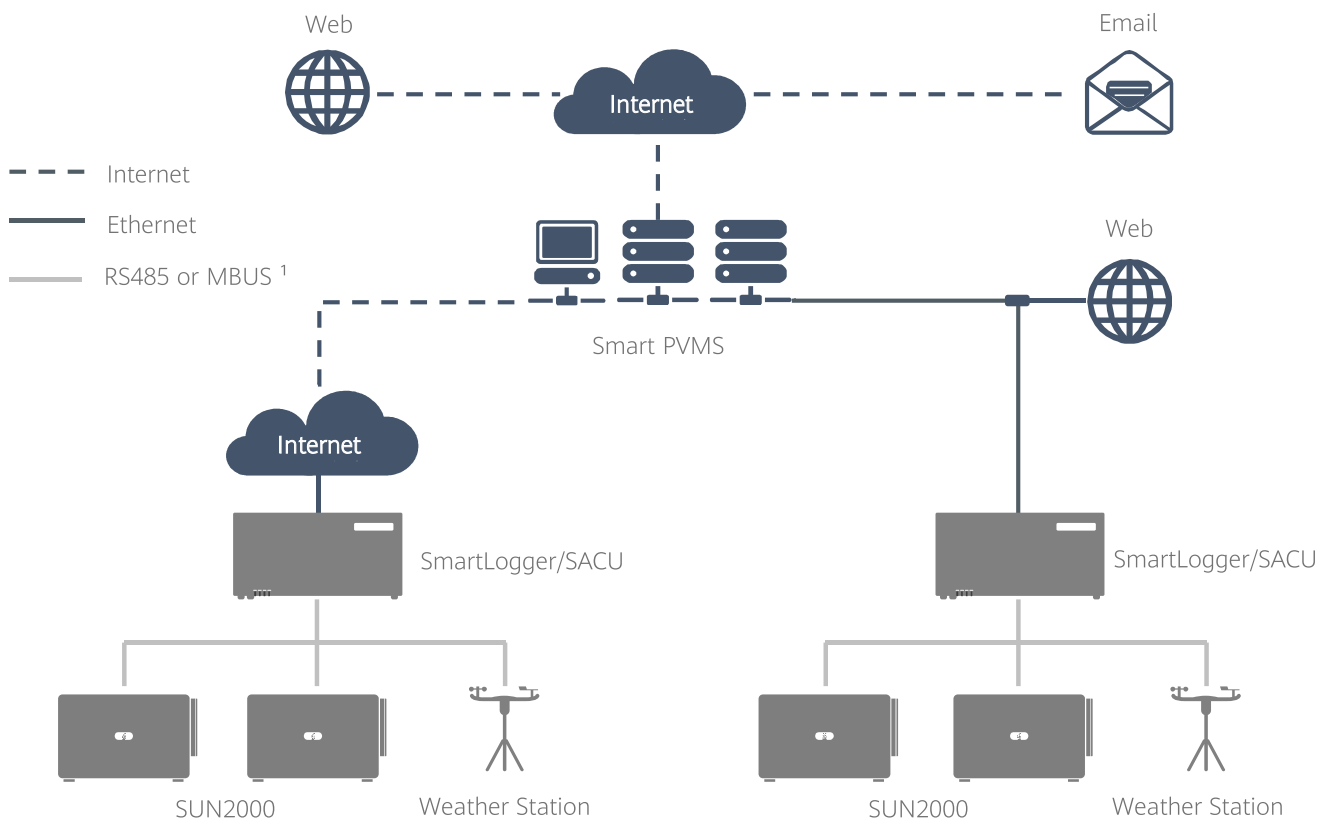 Web
Email
Internet
Internet
Ethernet
RS485 or MBUS ¹
Web
Smart PVMS
Internet
SmartLogger/SACU
SmartLogger/SACU
SUN2000
Weather Station
SUN2000
Weather Station